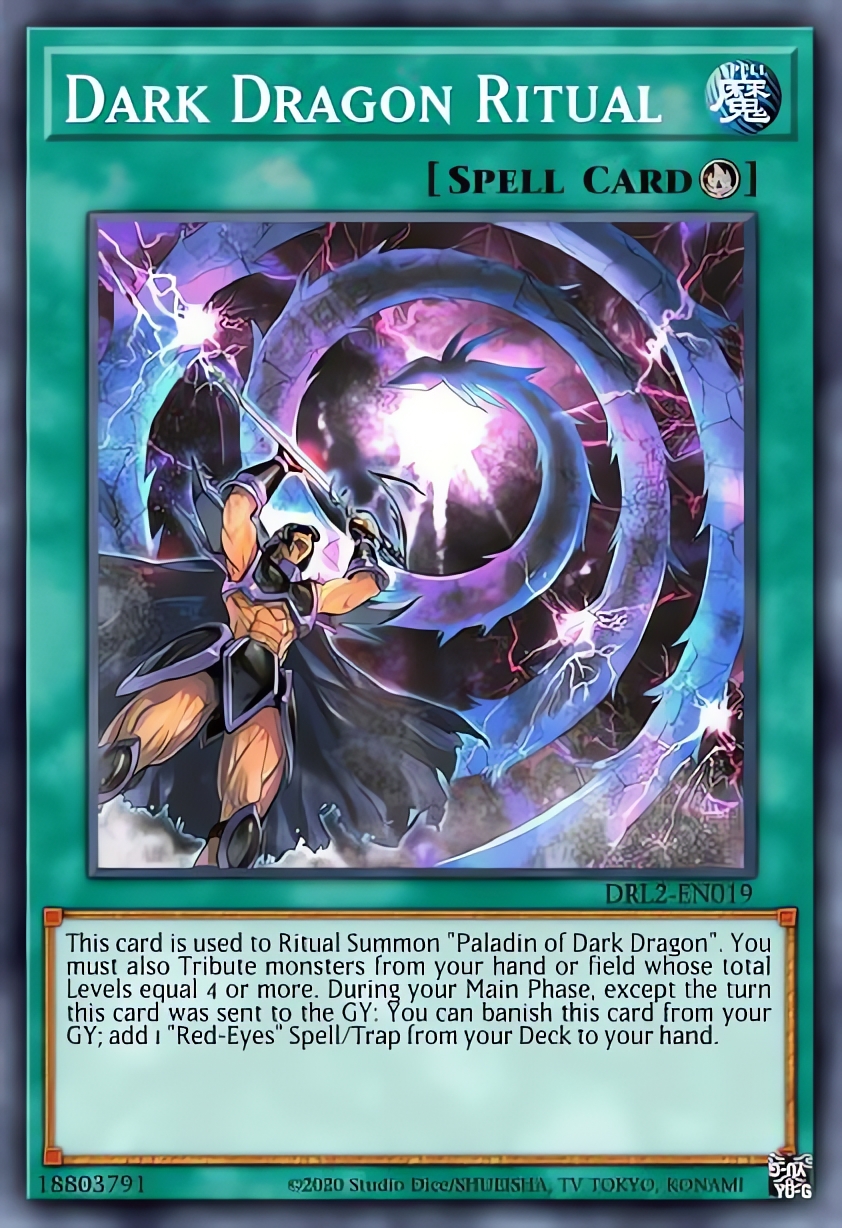 DARK DRAGON RITUAL
魔
[SPELL CARD]
DRL2-EN019
This card is used to Ritual Summon "Paladin of Dark Dragon". You
must also Tribute monsters from your hand or field whose total
Levels equal 4 or more. During your Main Phase, except the turn
this card was sent to the GY: You can banish this card from your
GY; add 1 "Red-Eyes" Spell/Trap from your Deck to your hand.
18803791
©2020 Studio Dice/SHUEISHA, TV TOKYO, KONAMI